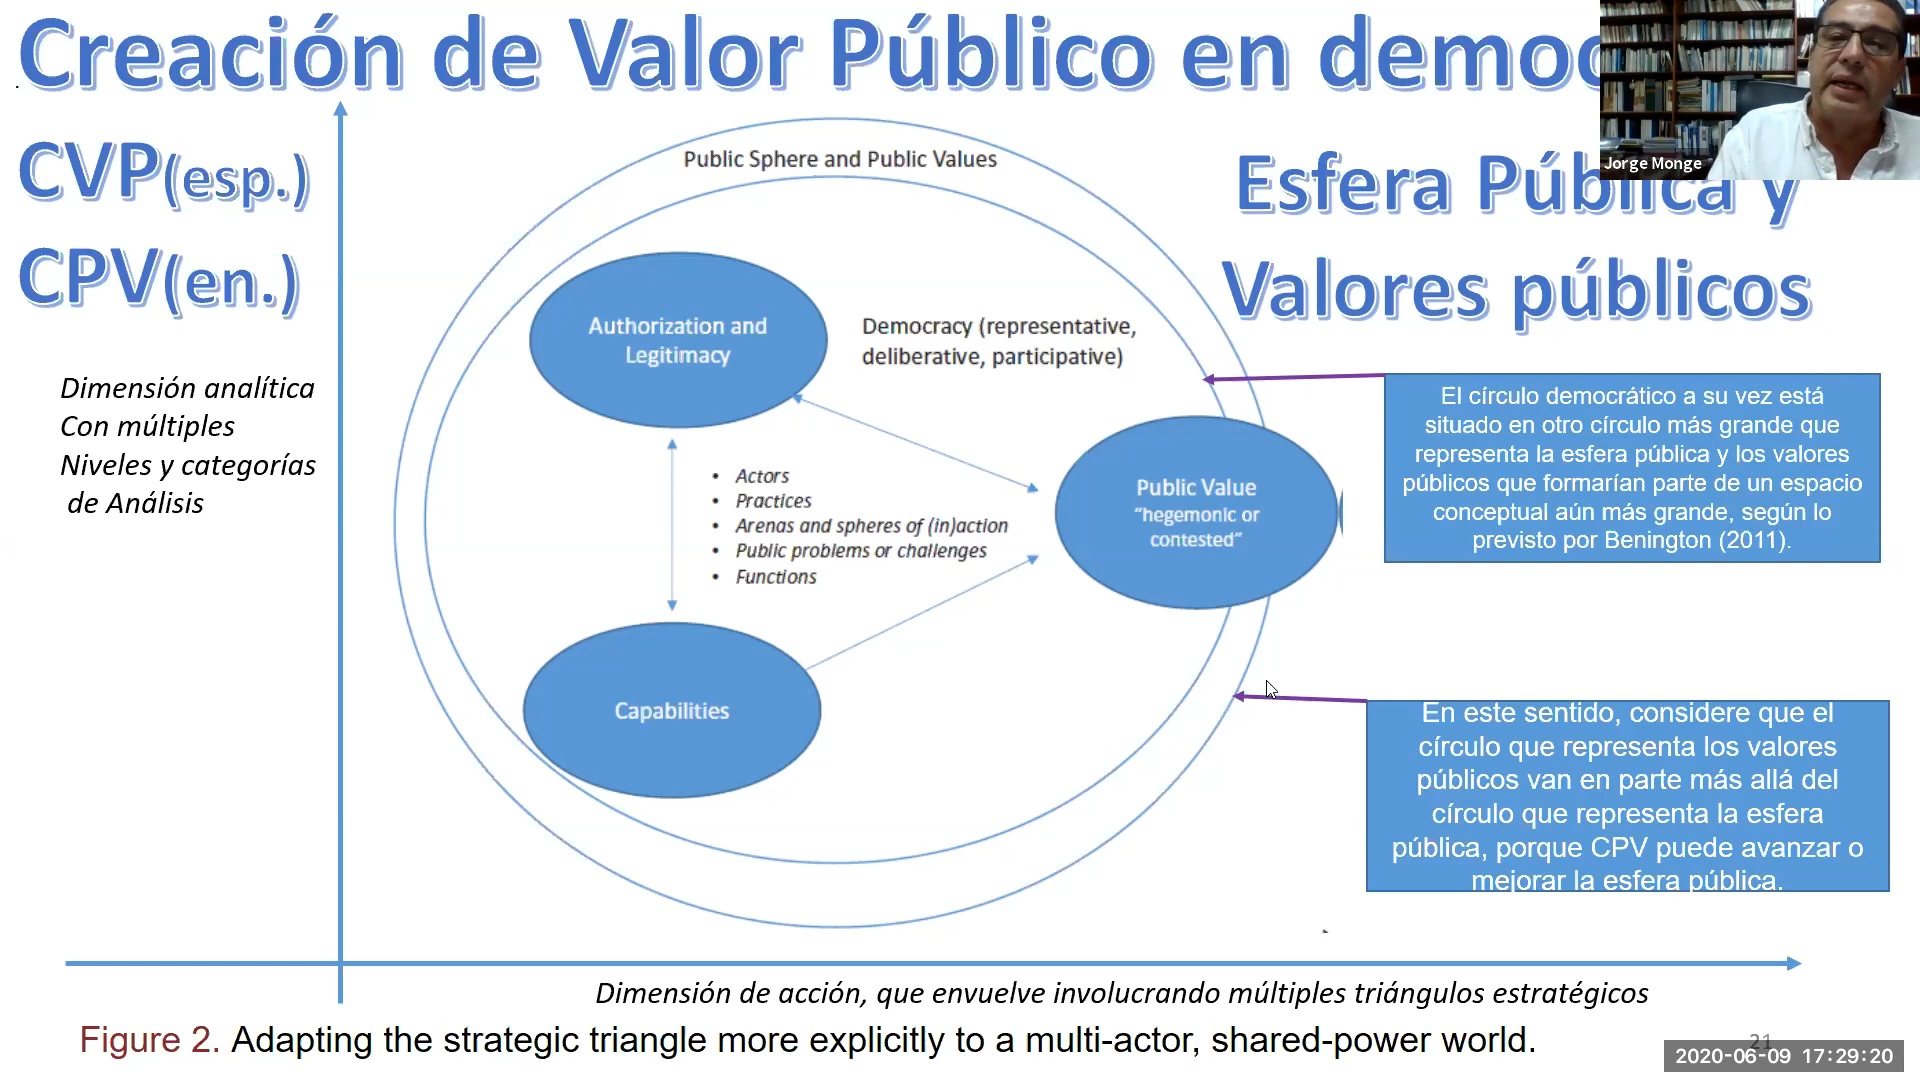 Creación de Valor Público en democ
CVP(esp.)
CPV(en.)
Dimensión analítica
Con múltiples
Niveles y categorías
de Análisis
Public Sphere and Public Values
Authorization and
Legitimacy
Democracy (representative,
deliberative, participative)
• Actors
• Practices
• Arenas and spheres of (in)action
• Public problems or challenges
• Functions
Public Value
“hegemonic or
contested”
Capabilities
Jorge Monge
Esfera Pública y
Valores públicos
El círculo democrático a su vez está
situado en otro círculo más grande que
representa la esfera pública y los valores
públicos que formarían parte de un espacio
conceptual aún más grande, según lo
previsto por Benington (2011).
En este sentido, considere que el
círculo que representa los valores
públicos van en parte más allá del
círculo que representa la esfera
pública, porque CPV puede avanzar o
mejorar la esfera pública.
Dimensión de acción, que envuelve involucrando múltiples triángulos estratégicos
Figure 2. Adapting the strategic triangle more explicitly to a multi-actor, shared-power world.
21
2020-06-09 17:29:20